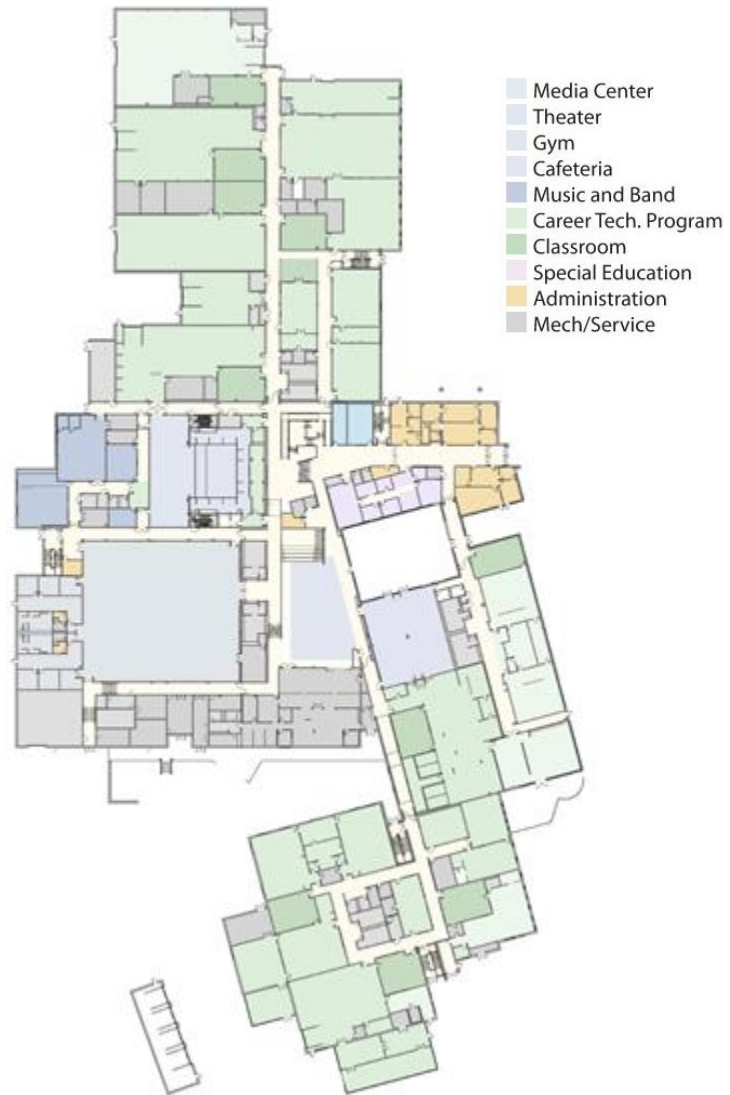 Media Center
Theater
Gym
Cafeteria
Music and Band
Career Tech. Program
Classroom
Special Education
Administration
Mech/Service